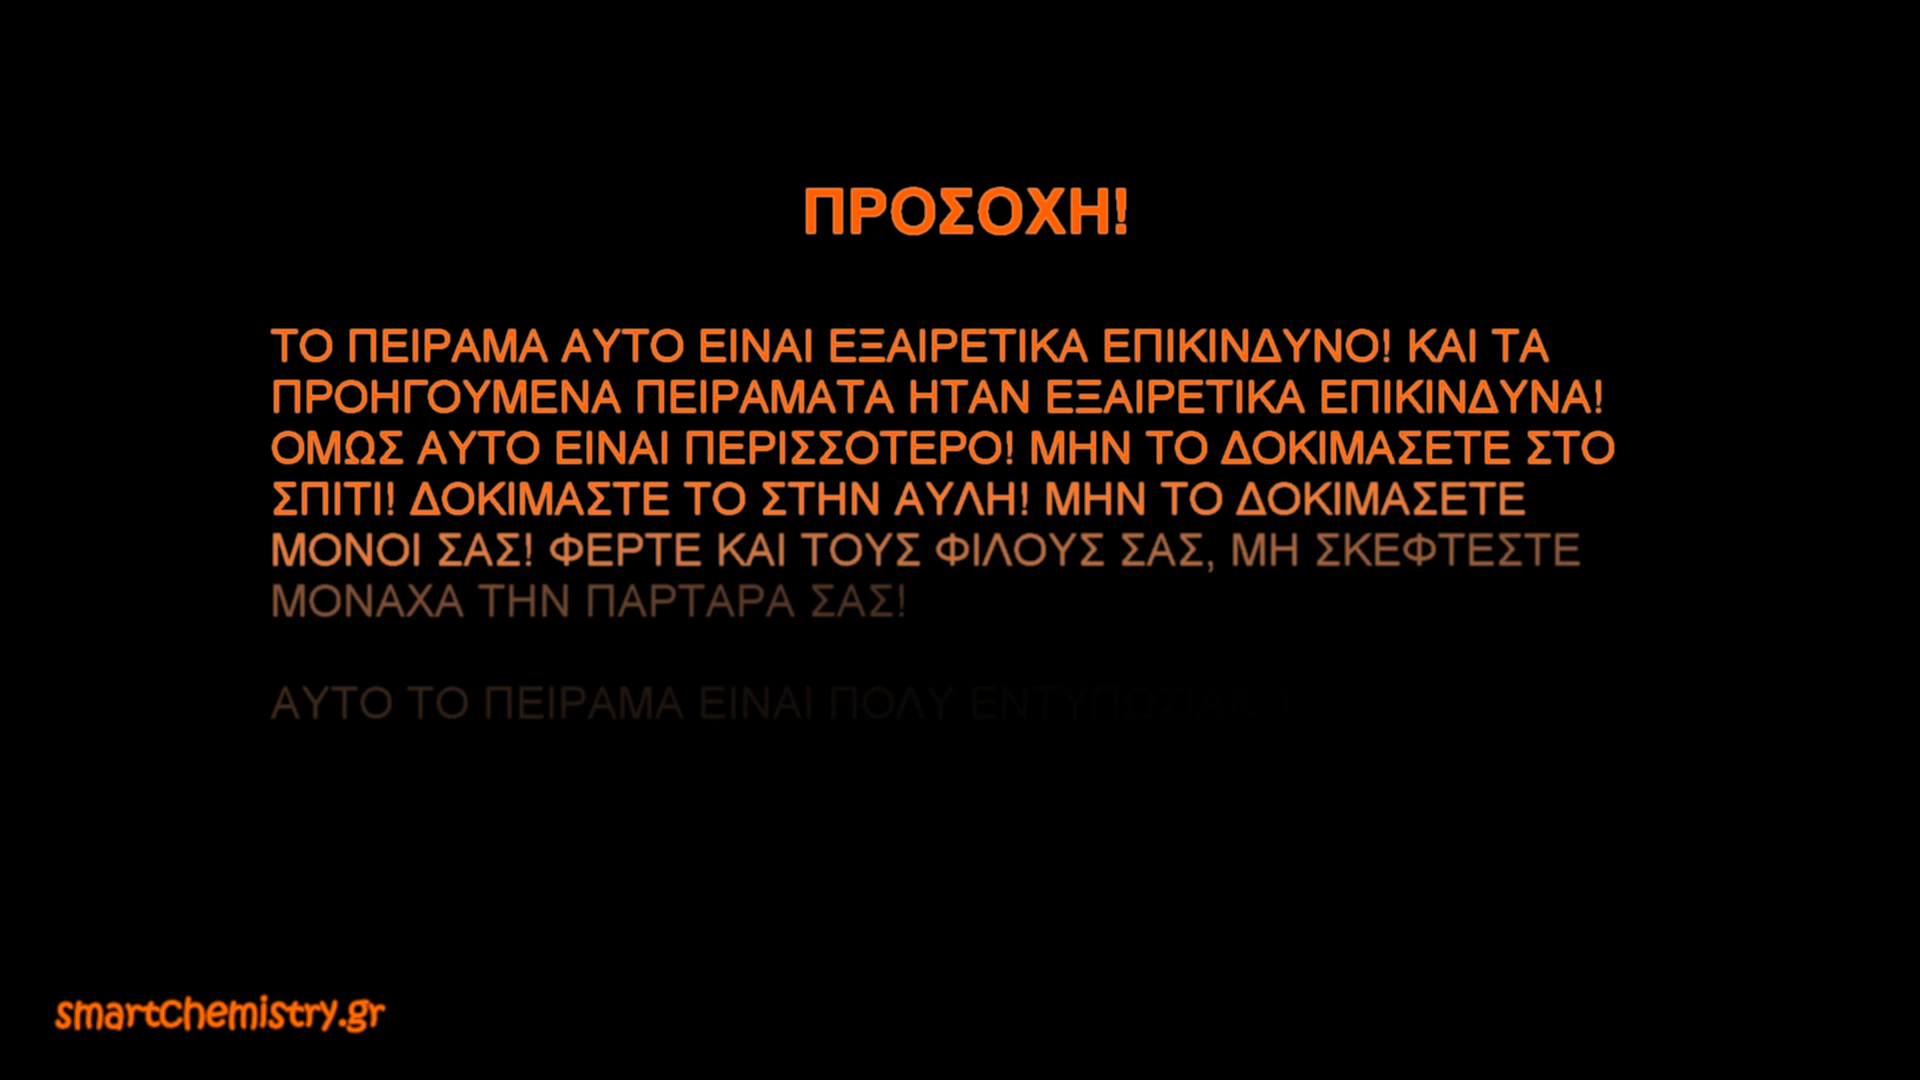 ΠΡΟΣΟΧΗ!
ΤΟ ΠΕΙΡΑΜΑ ΑΥΤΟ ΕΙΝΑΙ ΕΞΑΙΡΕΤΙΚΑ ΕΠΙΚΙΝΔΥΝΟ! ΚΑΙ ΤΑ
ΠΡΟΗΓΟΥΜΕΝΑ ΠΕΙΡΑΜΑΤΑ ΗΤΑΝ ΕΞΑΙΡΕΤΙΚΑ ΕΠΙΚΙΝΔΥΝΑ!
ΟΜΩΣ ΑΥΤΟ ΕΙΝΑΙ ΠΕΡΙΣΣΟΤΕΡΟ! ΜΗΝ ΤΟ ΔΟΚΙΜΑΣΕΤΕ ΣΤΟ
ΣΠΙΤΙ! ΔΟΚΙΜΑΣΤΕ ΤΟ ΣΤΗΝ ΑΥΛΗ! ΜΗΝ ΤΟ ΔΟΚΙΜΑΣΕΤΕ
ΜΟΝΟΙ ΣΑΣ! ΦΕΡΤΕ ΚΑΙ ΤΟΥΣ ΦΙΛΟΥΣ ΣΑΣ, ΜΗ ΣΚΕΦΤΕΣΤΕ
ΜΟΝΑΧΑ ΤΗΝ ΠΑΡΤΑΡΑ ΣΑΣ!
ΑΥΤΟ ΤΟ ΠΕΙΡΑΜΑ ΕΙΝΑΙ ΠΟΛΥ
smartChemistry.gr